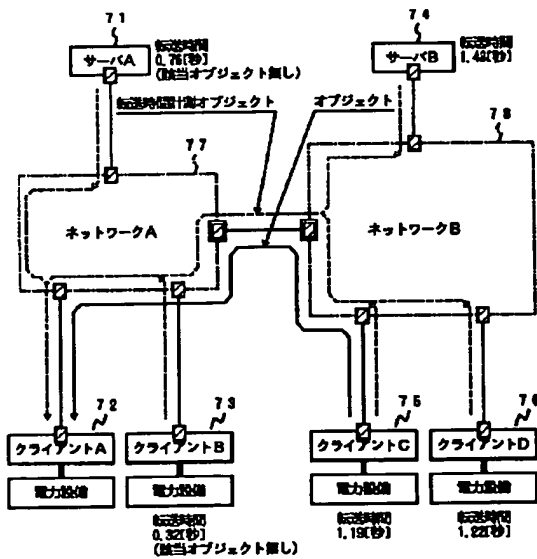 71
サーバA
転送時間
0.76[秒]
(該当オブジェクト無し)
74
サーバB
転送時間
1.43[秒]
転送時間計測オブジェクト
オブジェクト
77
78
ネットワークA
ネットワークB
72
クライアントA
電力設備
73
クライアントB
電力設備
転送時間
0.32[秒]
(該当オブジェクト無し)
75
クライアントC
電力設備
転送時間
1.19[秒]
76
クライアントD
電力設備
転送時間
1.22[秒]